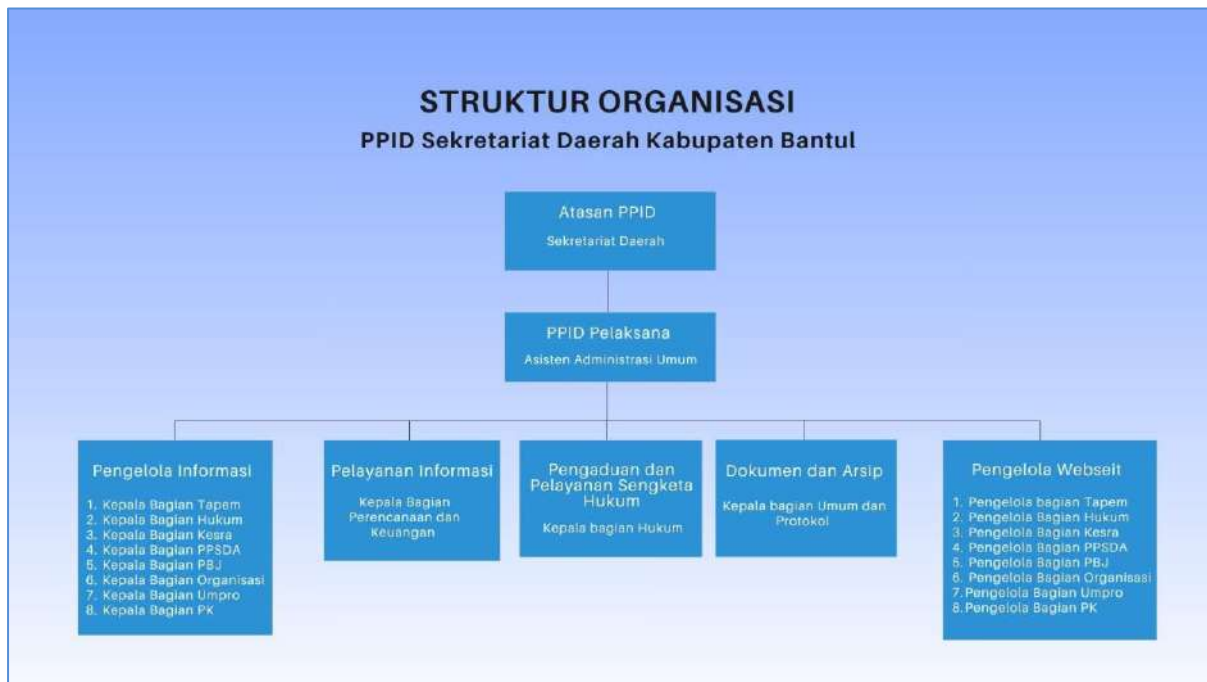 STRUKTUR ORGANISASI
PPID Sekretariat Daerah Kabupaten Bantul
Atasan PPID
Sekretariat Daerah
PPID Pelaksana
Asisten Administrasi Umum
Pengelola Informasi
1. Kepala Bagian Tapem
2. Kepala Bagian Hukum
3. Kepala Bagian Kesra
4. Kepala Bagian PPSDA
5. Kepala Bagian PBJ
6. Kepala Bagian Organisasi
7. Kepala Bagian Umpro
8. Kepala Bagian PK
Pelayanan Informasi
Kepala Bagian
Perencanaan dan
Keuangan
Pengaduan dan
Pelayanan Sengketa
Hukum
Kepala bagian Hukum
Dokumen dan Arsip
Kepala bagian Umum dan
Protokol
Pengelola Webseit
1. Pengelola bagian Tapem
2. Pengelola Bagian Hukum
3. Pengelola Bagian Kesra
4. Pengelola Bagian PPSDA
5. Pengelola Bagian PBJ
6. Pengelola Bagian Organisasi
7. Pengelola Bagian Umpro
8. Pengelola Bagian PK